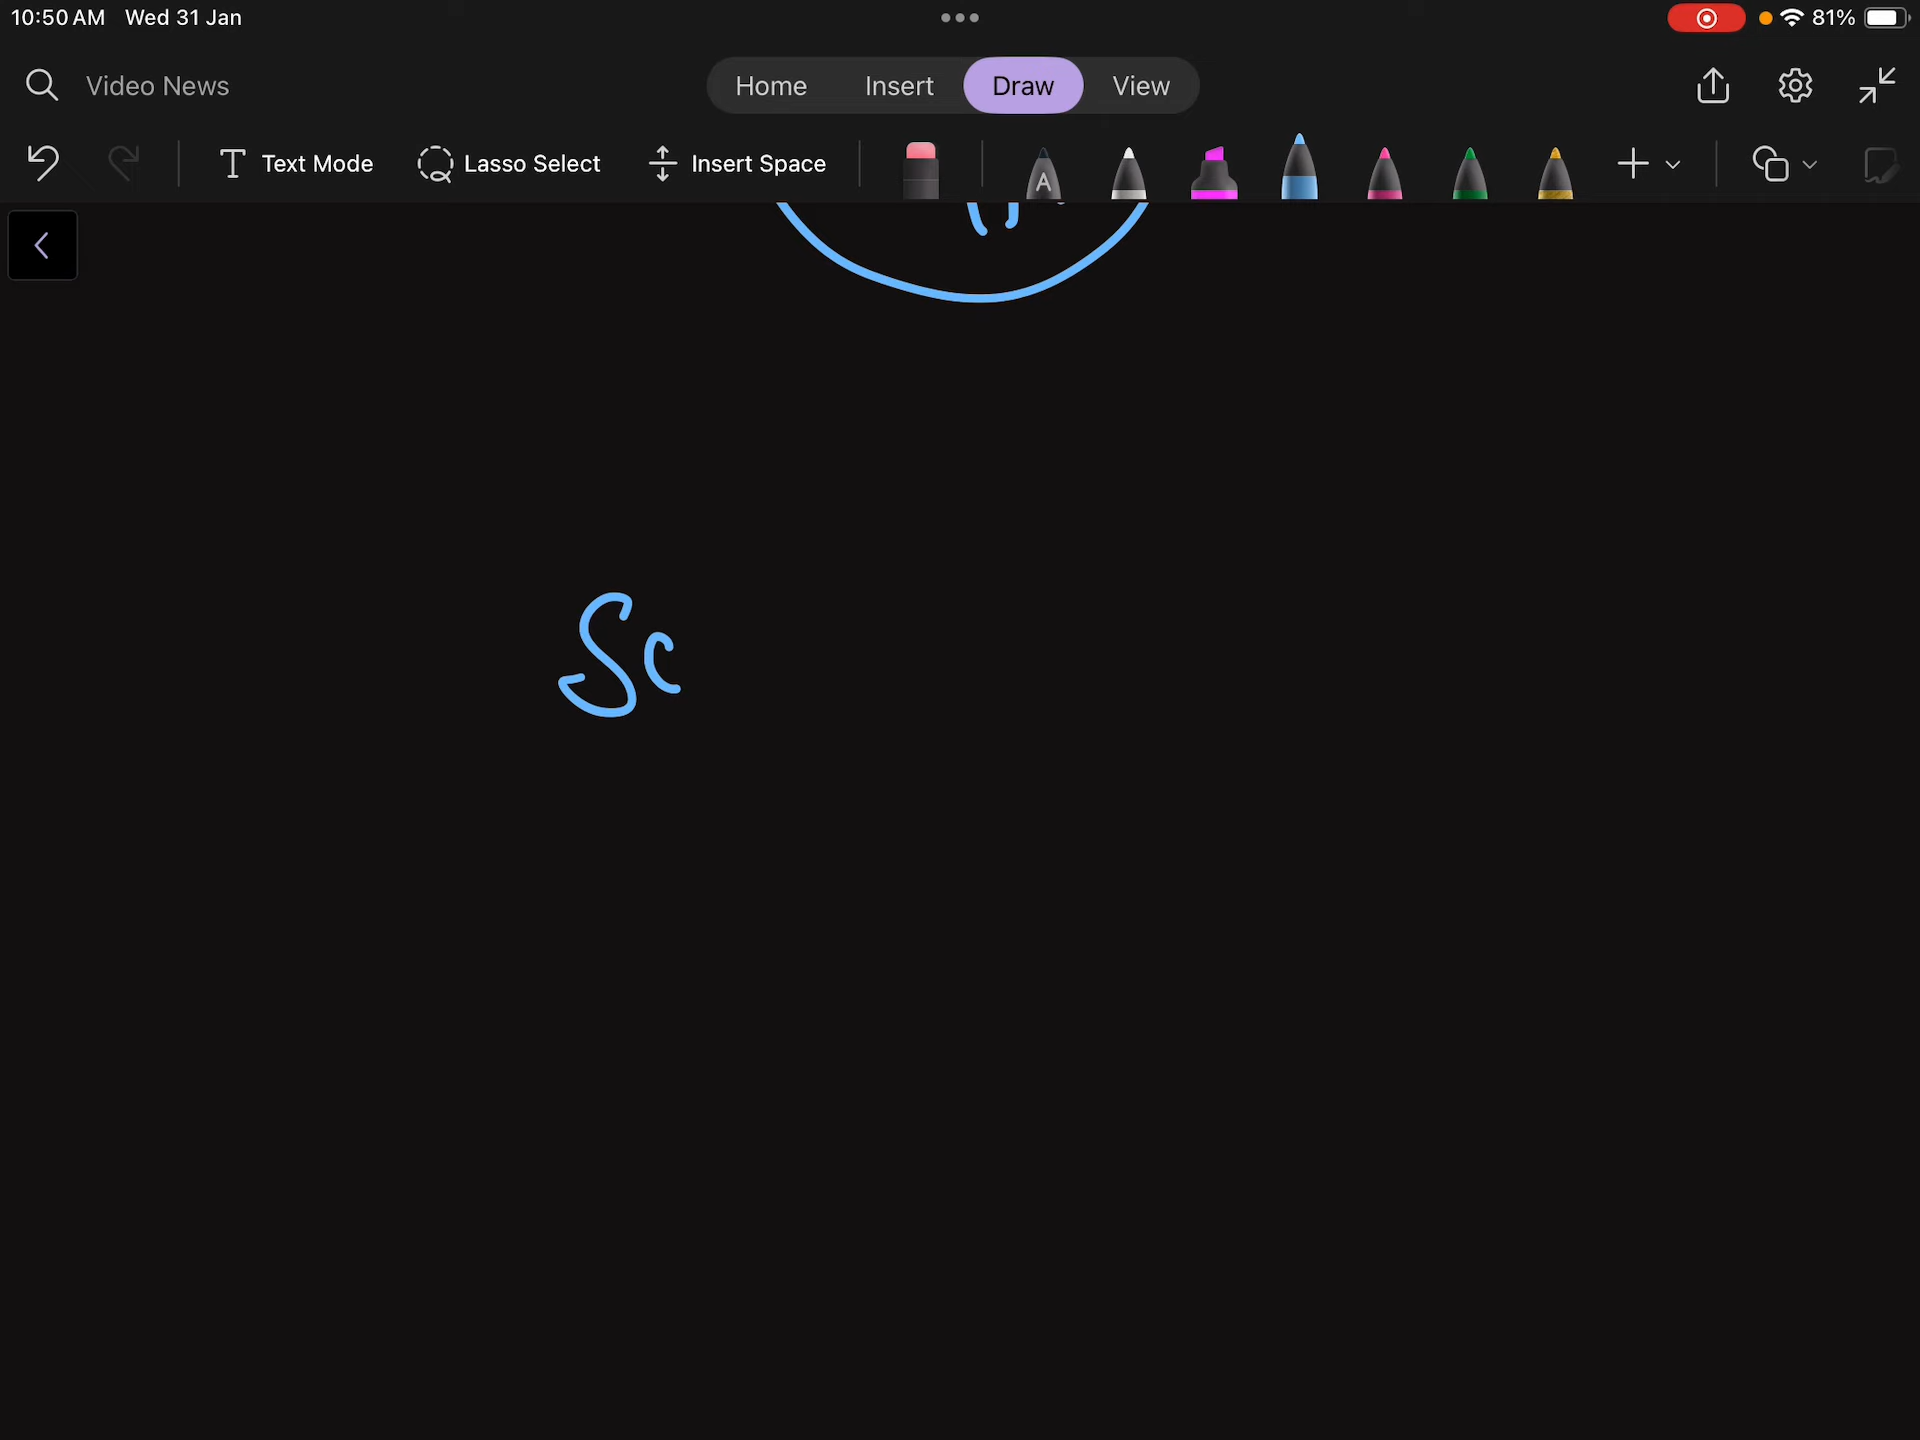 10:50 AM Wed 31 Jan
81%
Video News
Home Insert Draw View
Text Mode Lasso Select Insert Space A
Sc